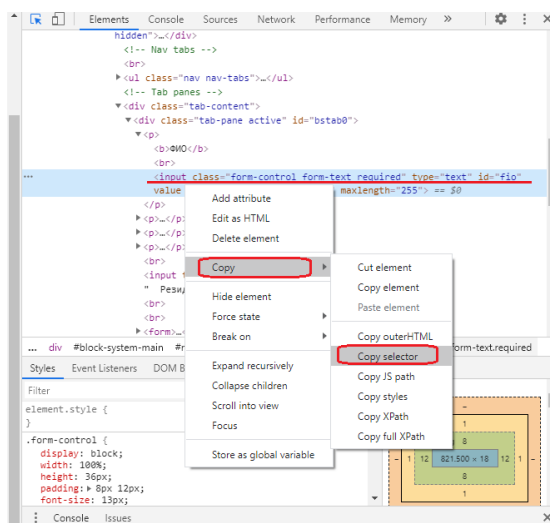 Elements Console Sources Network Performance Memory »
hidden">…</div>
<!-- Nav tabs -->
<br>
<ul class="nav nav-tabs">…</ul>
<!-- Tab panes -->
<div class="tab-content">
<div class="tab-pane active" id="bstab0">
<p>
<b>ФИО</b>
<br>
<input class="form-control form-text required" type="text" id="fio"
value maxlength="255"> == $0
</p>
<p>…</p>
<p>…</p>
<p>…</p>
<br>
<input
" Рези
<br>
<br>
<form>…
Add attribute
Edit as HTML
Delete element
Copy
Hide element
Force state
Break on
Expand recursively
Collapse children
Scroll into view
Focus
Store as global variable
Cut element
Copy element
Paste element
Copy outerHTML
Copy selector
Copy JS path
Copy styles
Copy XPath
Copy full XPath
... div #block-system-main #r orm-text.required
Styles Event Listeners DOM B
Filter
element.style {
}
.form-control {
display: block;
width: 100%;
height: 36px;
padding: 8px 12px;
font-size: 13px;
–
1
8
– 1 12 821.500 × 18 12 1 –
8
1
Console Issues